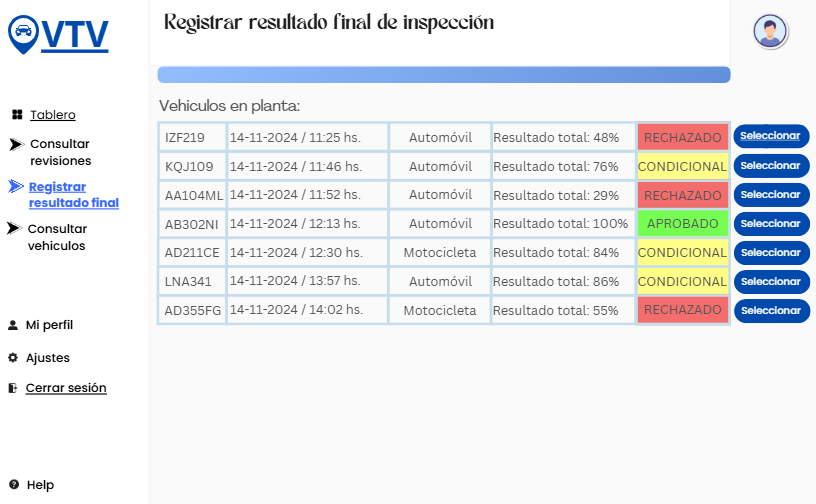 VTV
Registrar resultado final de inspección
Tablero
Consultar
revisiones
Registrar
resultado final
Consultar
vehiculos
Mi perfil
Ajustes
Cerrar sesión
Help
Vehiculos en planta:
IZF219 14-11-2024 / 11:25 hs. Automóvil Resultado total: 48% RECHAZADO Seleccionar
KQJ109 14-11-2024 / 11:46 hs. Automóvil Resultado total: 76% CONDICIONAL Seleccionar
AA104ML 14-11-2024 / 11:52 hs. Automóvil Resultado total: 29% RECHAZADO Seleccionar
AB302NI 14-11-2024 / 12:13 hs. Automóvil Resultado total: 100% APROBADO Seleccionar
AD211CE 14-11-2024 / 12:30 hs. Motocicleta Resultado total: 84% CONDICIONAL Seleccionar
LNA341 14-11-2024 / 13:57 hs. Automóvil Resultado total: 86% CONDICIONAL Seleccionar
AD355FG 14-11-2024 / 14:02 hs. Motocicleta Resultado total: 55% RECHAZADO Seleccionar